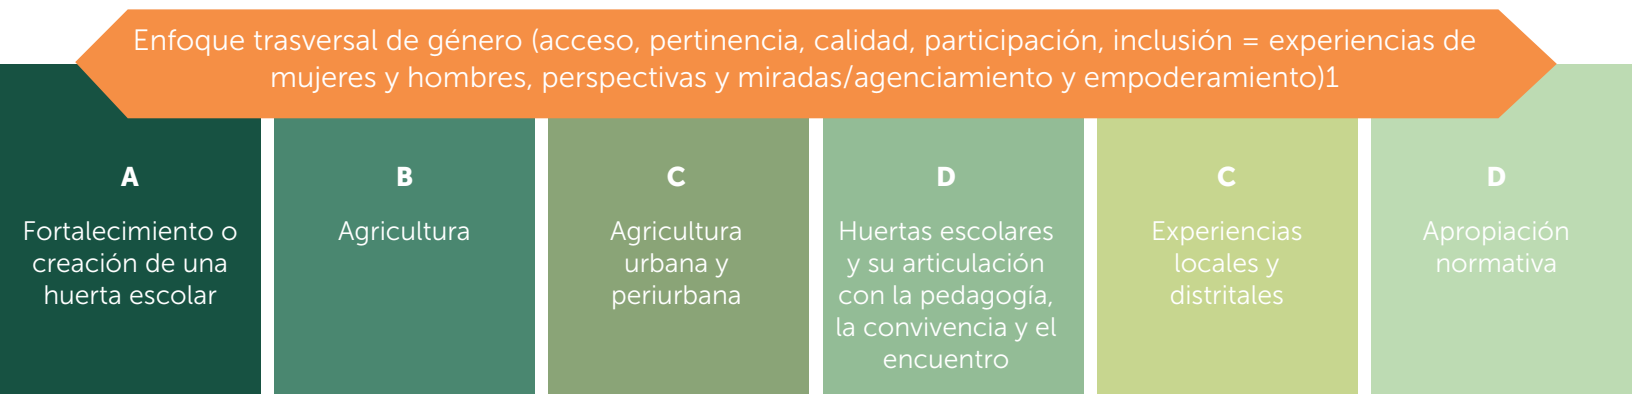 Enfoque trasversal de género (acceso, pertinencia, calidad, participación, inclusión = experiencias de
mujeres y hombres, perspectivas y miradas/agenciamiento y empoderamiento)1
A
Fortalecimiento o
creación de una
huerta escolar
B
Agricultura
C
Agricultura
urbana y
periurbana
D
Huertas escolares
y su articulación
con la pedagogía,
la convivencia y el
encuentro
C
Experiencias
locales y
distritales
D
Apropiación
normativa